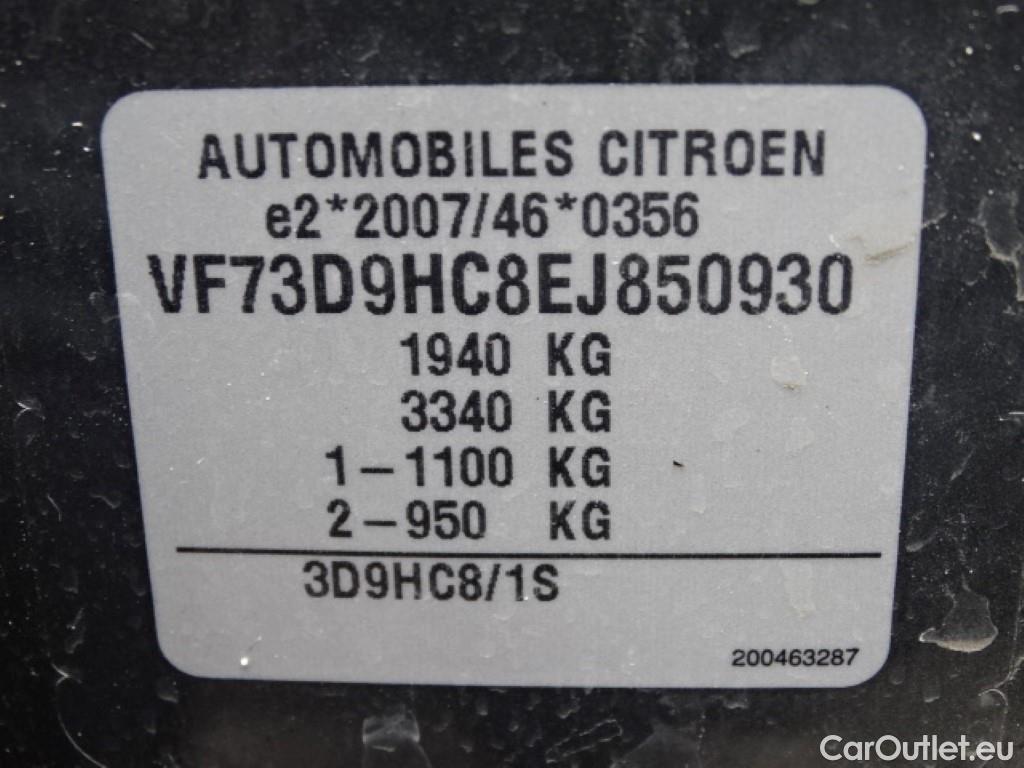 AUTOMOBILES CITROEN
e2*2007/46*0356
VF73D9HC8EJ850930
1940 KG
3340 KG
1-1100 KG
2-950 KG
3D9HC8/1S
200463287
CarOutlet.eu